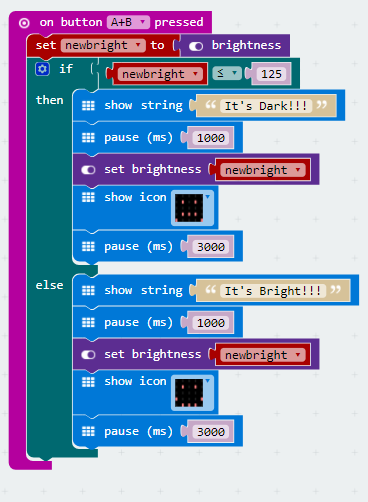 on button A+B pressed
set newbright to brightness
if newbright ≤ 125
then
show string “ It's Dark!!! ”
pause (ms) 1000
set brightness newbright
show icon
pause (ms) 3000
else
show string “ It's Bright!!! ”
pause (ms) 1000
set brightness newbright
show icon
pause (ms) 3000